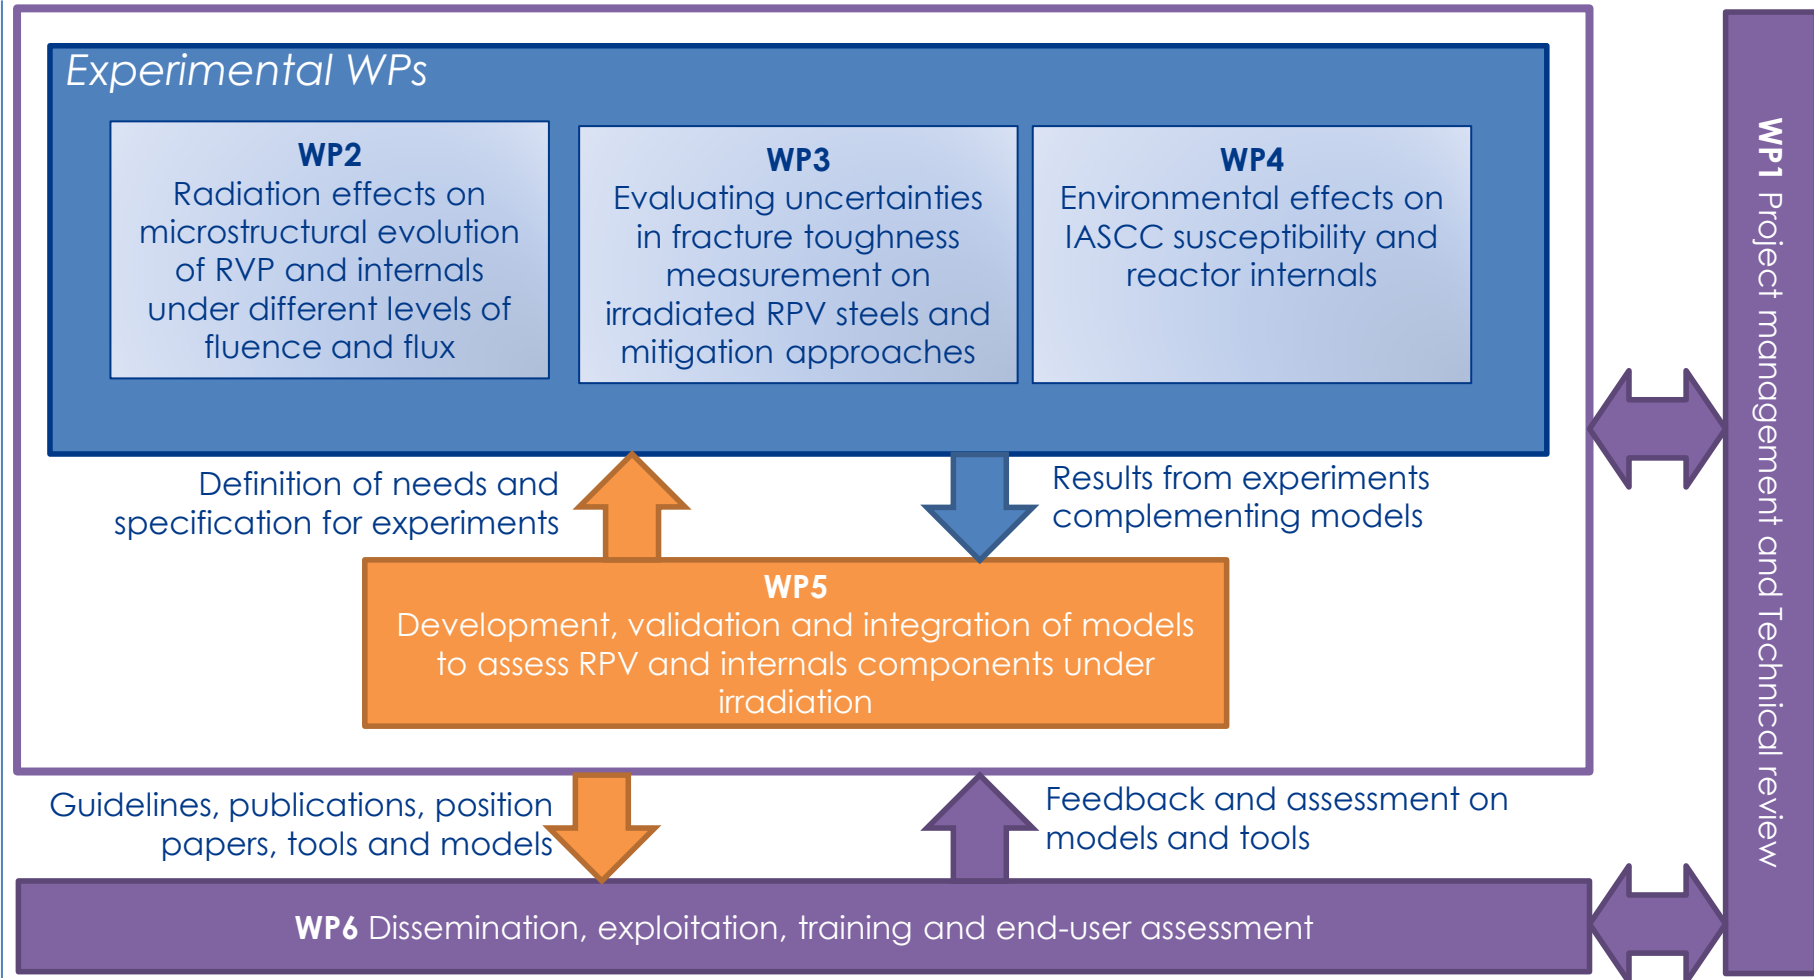 Experimental WPs
WP2
Radiation effects on
microstructural evolution
of RVP and internals
under different levels of
fluence and flux
WP3
Evaluating uncertainties
in fracture toughness
measurement on
irradiated RPV steels and
mitigation approaches
WP4
Environmental effects on
IASCC susceptibility and
reactor internals
Definition of needs and
specification for experiments
Results from experiments
complementing models
WP5
Development, validation and integration of models
to assess RPV and internals components under
irradiation
Guidelines, publications, position
papers, tools and models
Feedback and assessment on
models and tools
WP6 Dissemination, exploitation, training and end-user assessment
WP1 Project management and Technical review